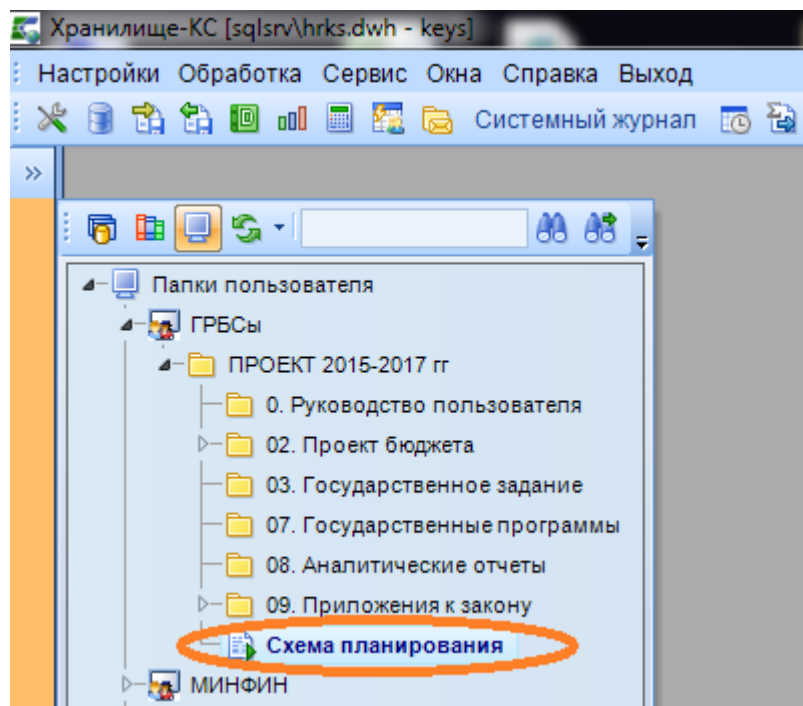 Хранилище-КС [sqlsrv\hrks.dwh - keys]
Настройки Обработка Сервис Окна Справка Выход
Системный журнал
Папки пользователя
ГРБСы
ПРОЕКТ 2015-2017 гг
0. Руководство пользователя
02. Проект бюджета
03. Государственное задание
07. Государственные программы
08. Аналитические отчеты
09. Приложения к закону
Схема планирования
МИНФИН